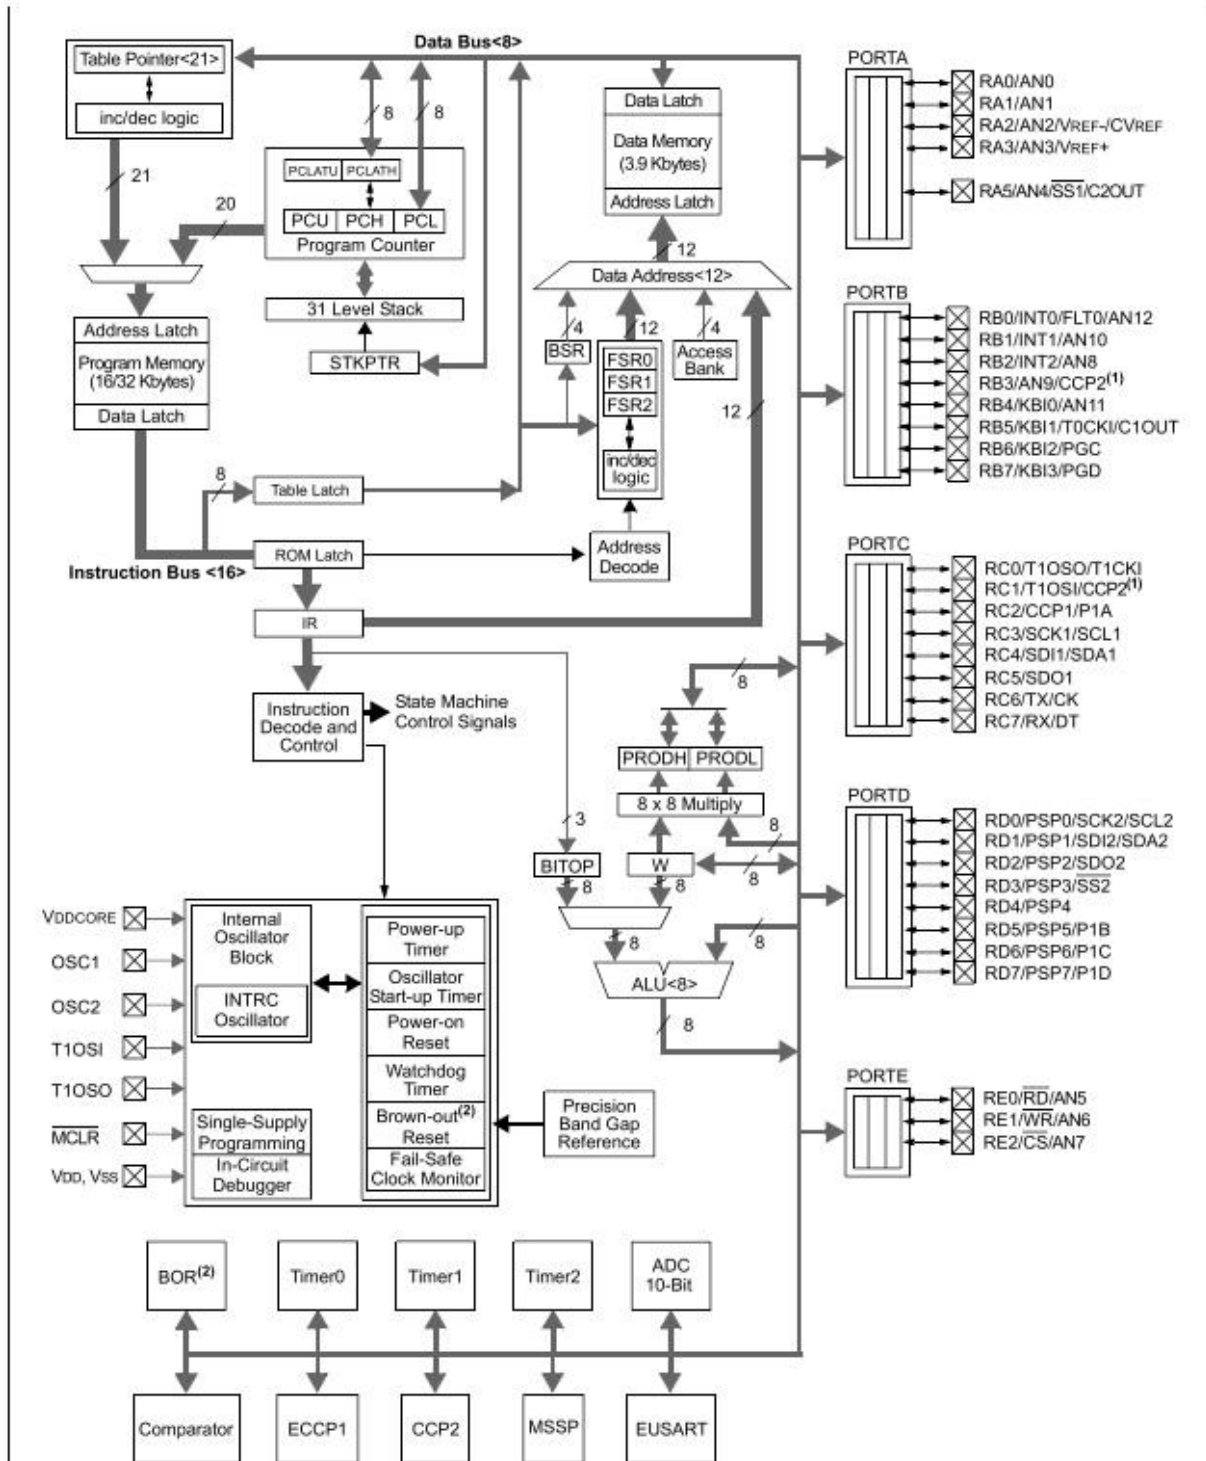 Data Bus<8>
Table Pointer<21>
inc/dec logic
21
20
8
8
PCLATU PCLATH
PCU PCH PCL
Program Counter
31 Level Stack
STKPTR
Address Latch
Program Memory
(16/32 Kbytes)
Data Latch
8
Table Latch
ROM Latch
Instruction Bus <16>
IR
Data Latch
Data Memory
(3.9 Kbytes)
Address Latch
12
Data Address<12>
4
12
4
BSR
FSR0
FSR1
FSR2
inc/dec
logic
Access
Bank
12
Address
Decode
Instruction
Decode and
Control
State Machine
Control Signals
8
PRODH PRODL
8 x 8 Multiply
3
8
BITOP
W
8
8
8
8
8
ALU<8>
8
VDDCORE
OSC1
OSC2
T1OSI
T1OSO
M̅C̅L̅R̅
VDD, VSS
Internal
Oscillator
Block
INTRC
Oscillator
Single-Supply
Programming
In-Circuit
Debugger
Power-up
Timer
Oscillator
Start-up Timer
Power-on
Reset
Watchdog
Timer
Brown-out(2)
Reset
Fail-Safe
Clock Monitor
Precision
Band Gap
Reference
PORTA
RA0/AN0
RA1/AN1
RA2/AN2/VREF-/CVREF
RA3/AN3/VREF+
RA5/AN4/S̅S̅1̅/C2OUT
PORTB
RB0/INT0/FLT0/AN12
RB1/INT1/AN10
RB2/INT2/AN8
RB3/AN9/CCP2(1)
RB4/KBI0/AN11
RB5/KBI1/T0CKI/C1OUT
RB6/KBI2/PGC
RB7/KBI3/PGD
PORTC
RC0/T1OSO/T1CKI
RC1/T1OSI/CCP2(1)
RC2/CCP1/P1A
RC3/SCK1/SCL1
RC4/SDI1/SDA1
RC5/SDO1
RC6/TX/CK
RC7/RX/DT
PORTD
RD0/PSP0/SCK2/SCL2
RD1/PSP1/SDI2/SDA2
RD2/PSP2/SDO2
RD3/PSP3/S̅S̅2̅
RD4/PSP4
RD5/PSP5/P1B
RD6/PSP6/P1C
RD7/PSP7/P1D
PORTE
RE0/R̅D̅/AN5
RE1/W̅R̅/AN6
RE2/C̅S̅/AN7
BOR(2)
Timer0
Timer1
Timer2
ADC
10-Bit
Comparator
ECCP1
CCP2
MSSP
EUSART